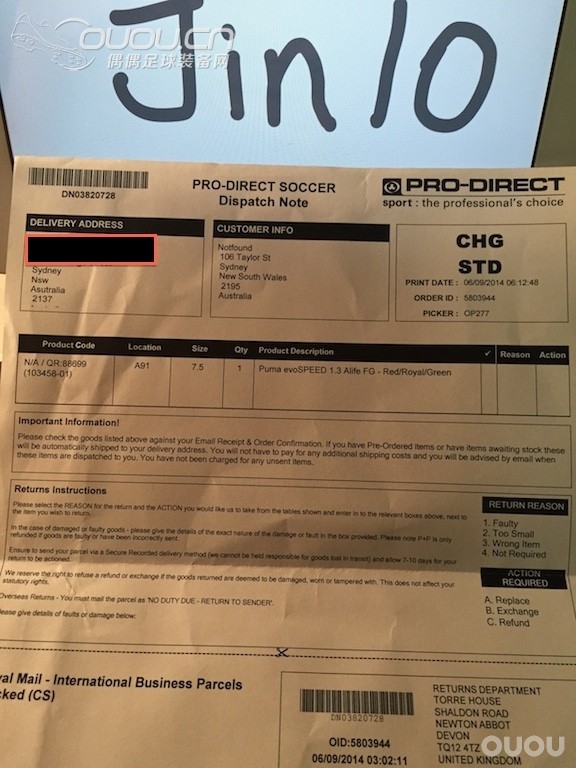 OUOU.CN
偶偶足球装备网
Jin10
DN03820728
PRO-DIRECT SOCCER
Dispatch Note
PRO-DIRECT
sport : the professional's choice
DELIVERY ADDRESS
Sydney
Nsw
Asutralia
2137
CUSTOMER INFO
Notfound
106 Taylor St
Sydney
New South Wales
2195
Australia
CHG
STD
PRINT DATE : 06/09/2014 06:12:48
ORDER ID : 5803944
PICKER : OP277
Product Code Location Size Qty Product Description ✓ Reason Action
N/A / QR:88699 A91 7.5 1 Puma evoSPEED 1.3 Alife FG - Red/Royal/Green
(103458-01)
Important Information!
Please check the goods listed above against your Email Receipt & Order Confirmation. If you have Pre-Ordered items or have items awaiting stock these
will be automatically shipped to your delivery address. You will not have to pay for any additional shipping costs and you will be advised by email when
these items are dispatched to you. You have not been charged for any unsent items.
Returns Instructions
Please select the REASON for the return and the ACTION you would like us to take from the tables shown and enter in to the relevant boxes above, next to
the item you wish to return.
In the case of damaged or faulty goods - please give details of the exact nature of the damage or fault in the box provided. Please note P+P is only
refunded if goods are faulty or have been incorrectly sent.
Ensure to send your parcel via a Secure Recorded delivery method (we cannot be held responsible for goods lost in transit) and allow 7-10 days for your
return to be actioned.
We reserve the right to refuse a refund or exchange if the goods returned are deemed to be damaged, worn or tampered with. This does not affect your
statutory rights.
Overseas Returns - You must mail the parcel as 'NO DUTY DUE - RETURN TO SENDER'.
ease give details of faults or damage below:
RETURN REASON
1. Faulty
2. Too Small
3. Wrong Item
4. Not Required
ACTION
REQUIRED
A. Replace
B. Exchange
C. Refund
yal Mail - International Business Parcels
cked (CS)
DN03820728
OID:5803944
06/09/2014 03:02:11
RETURNS DEPARTMENT
TORRE HOUSE
SHALDON ROAD
NEWTON ABBOT
DEVON
TQ12 4TZ
UNITED KINGDOM
OUOU